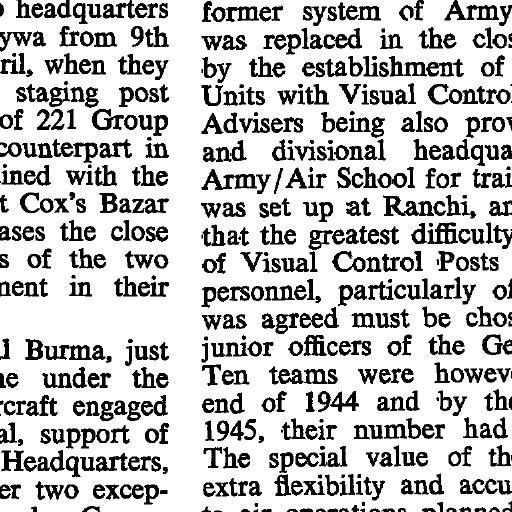 headquarters
ywa from 9th
ril, when they
staging post
of 221 Group
counterpart in
ined with the
t Cox's Bazar
ases the close
s of the two
ment in their
l Burma, just
ne under the
rcraft engaged
al, support of
Headquarters,
er two excep-
former system of Army
was replaced in the clos
by the establishment of
Units with Visual Control
Advisers being also prov
and divisional headqua
Army/Air School for trai
was set up at Ranchi, an
that the greatest difficulty
of Visual Control Posts
personnel, particularly of
was agreed must be chos
junior officers of the Ge
Ten teams were howeve
end of 1944 and by the
1945, their number had
The special value of th
extra flexibility and accu
to air operations planned